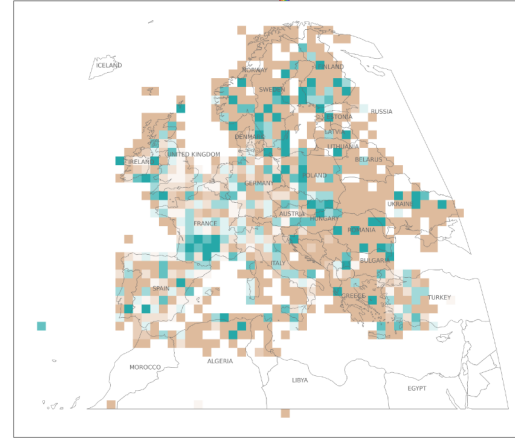 ICELAND
NORWAY
FINLAND
SWEDEN
RUSSIA
ESTONIA
LATVIA
DENMARK
LITHUANIA
UNITED KINGDOM
IRELAND
BELARUS
GERMANY
POLAND
UKRAINE
AUSTRIA
HUNGARY
FRANCE
ROMANIA
ITALY
BULGARIA
SPAIN
GREECE
TURKEY
ALGERIA
MOROCCO
LIBYA
EGYPT